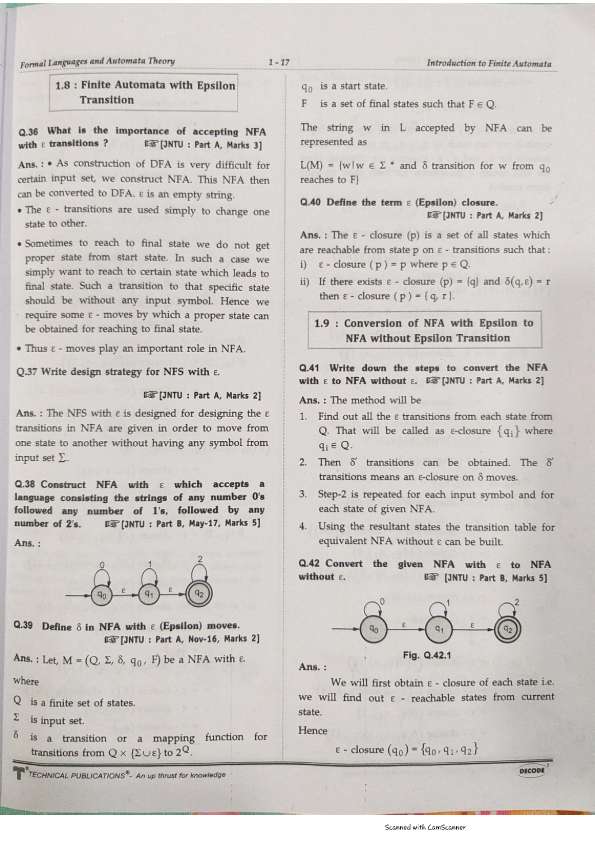 Formal Languages and Automata Theory 1 - 17 Introduction to Finite Automata
1.8 : Finite Automata with Epsilon
Transition
Q.36 What is the importance of accepting NFA
with ε transitions ? ☞[JNTU : Part A, Marks 3]
Ans. : • As construction of DFA is very difficult for
certain input set, we construct NFA. This NFA then
can be converted to DFA. ε is an empty string.
• The ε - transitions are used simply to change one
state to other.
• Sometimes to reach to final state we do not get
proper state from start state. In such a case we
simply want to reach to certain state which leads to
final state. Such a transition to that specific state
should be without any input symbol. Hence we
require some ε - moves by which a proper state can
be obtained for reaching to final state.
• Thus ε - moves play an important role in NFA.
Q.37 Write design strategy for NFS with ε.
☞[JNTU : Part A, Marks 2]
Ans. : The NFS with ε is designed for designing the ε
transitions in NFA are given in order to move from
one state to another without having any symbol from
input set Σ.
Q.38 Construct NFA with ε which accepts a
language consisting the strings of any number 0's
followed any number of 1's, followed by any
number of 2's. ☞[JNTU : Part B, May-17, Marks 5]
Ans. :
0 1 2
q0 ε q1 ε q2
Q.39 Define δ in NFA with ε (Epsilon) moves.
☞[JNTU : Part A, Nov-16, Marks 2]
Ans. : Let, M = (Q, Σ, δ, q0, F) be a NFA with ε.
where
Q is a finite set of states.
Σ is input set.
δ is a transition or a mapping function for
transitions from Q × {Σ∪ε} to 2^Q.
q0 is a start state.
F is a set of final states such that F ∈ Q.
The string w in L accepted by NFA can be
represented as
L(M) = {w|w ∈ Σ * and δ transition for w from q0
reaches to F}
Q.40 Define the term ε (Epsilon) closure.
☞[JNTU : Part A, Marks 2]
Ans. : The ε - closure (p) is a set of all states which
are reachable from state p on ε - transitions such that :
i) ε - closure ( p ) = p where p ∈ Q.
ii) If there exists ε - closure (p) = {q} and δ(q, ε) = r
then ε - closure ( p ) = { q, r }.
1.9 : Conversion of NFA with Epsilon to
NFA without Epsilon Transition
Q.41 Write down the steps to convert the NFA
with ε to NFA without ε. ☞[JNTU : Part A, Marks 2]
Ans. : The method will be
1. Find out all the ε transitions from each state from
Q. That will be called as ε-closure {qi} where
qi ∈ Q.
2. Then δ′ transitions can be obtained. The δ′
transitions means an ε-closure on δ moves.
3. Step-2 is repeated for each input symbol and for
each state of given NFA.
4. Using the resultant states the transition table for
equivalent NFA without ε can be built.
Q.42 Convert the given NFA with ε to NFA
without ε. ☞ [JNTU : Part B, Marks 5]
0 1 2
q0 ε q1 ε q2
Fig. Q.42.1
Ans. :
We will first obtain ε - closure of each state i.e.
we will find out ε - reachable states from current
state.
Hence
ε - closure (q0) = {q0, q1, q2}
TECHNICAL PUBLICATIONS®- An up thrust for knowledge
DECODE
Scanned with CamScanner